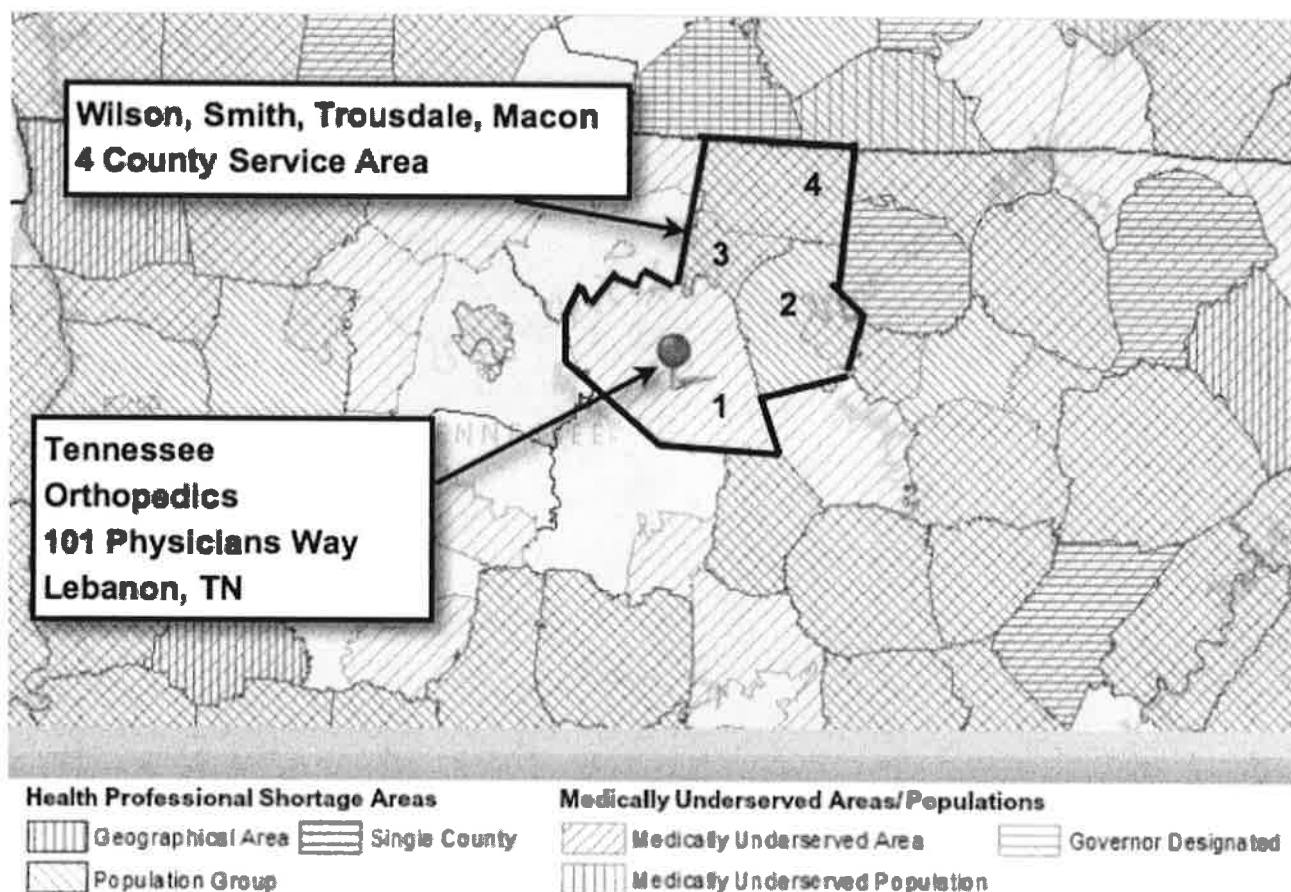 Wilson, Smith, Trousdale, Macon
4 County Service Area
4
3
2
1
Tennessee
Orthopedics
101 Physicians Way
Lebanon, TN
Health Professional Shortage Areas
Geographical Area
Single County
Population Group
Medically Underserved Areas/Populations
Medically Underserved Area
Governor Designated
Medically Underserved Population